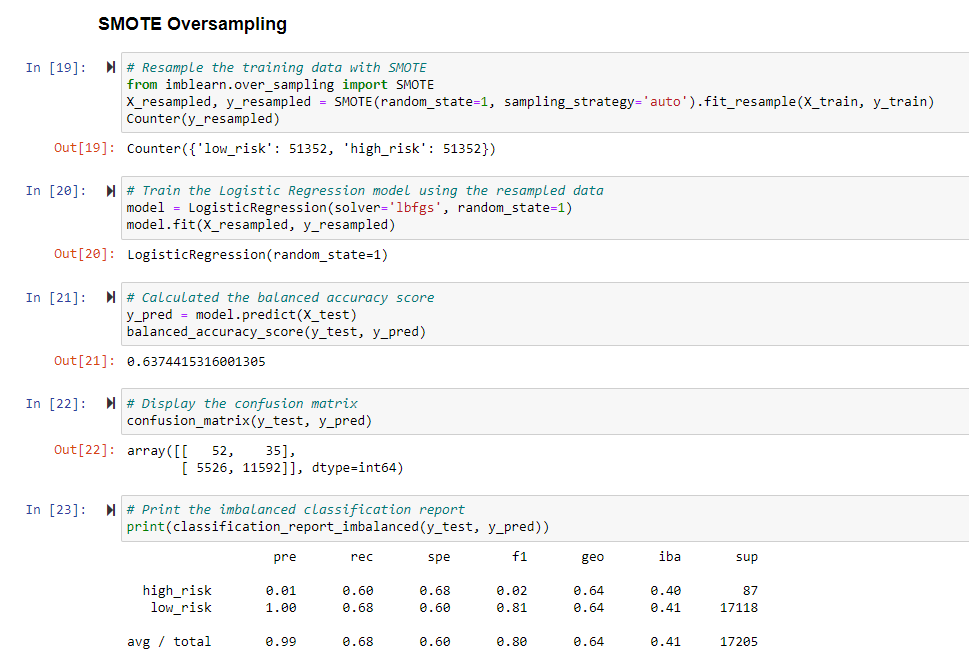 SMOTE Oversampling
In [19]: # Resample the training data with SMOTE
from imblearn.over_sampling import SMOTE
X_resampled, y_resampled = SMOTE(random_state=1, sampling_strategy='auto').fit_resample(X_train, y_train)
Counter(y_resampled)
Out[19]: Counter({'low_risk': 51352, 'high_risk': 51352})
In [20]: # Train the Logistic Regression model using the resampled data
model = LogisticRegression(solver='lbfgs', random_state=1)
model.fit(X_resampled, y_resampled)
Out[20]: LogisticRegression(random_state=1)
In [21]: # Calculated the balanced accuracy score
y_pred = model.predict(X_test)
balanced_accuracy_score(y_test, y_pred)
Out[21]: 0.6374415316001305
In [22]: # Display the confusion matrix
confusion_matrix(y_test, y_pred)
Out[22]: array([[   52,    35],
       [ 5526, 11592]], dtype=int64)
In [23]: # Print the imbalanced classification report
print(classification_report_imbalanced(y_test, y_pred))
pre rec spe f1 geo iba sup
high_risk 0.01 0.60 0.68 0.02 0.64 0.40 87
low_risk 1.00 0.68 0.60 0.81 0.64 0.41 17118
avg / total 0.99 0.68 0.60 0.80 0.64 0.41 17205